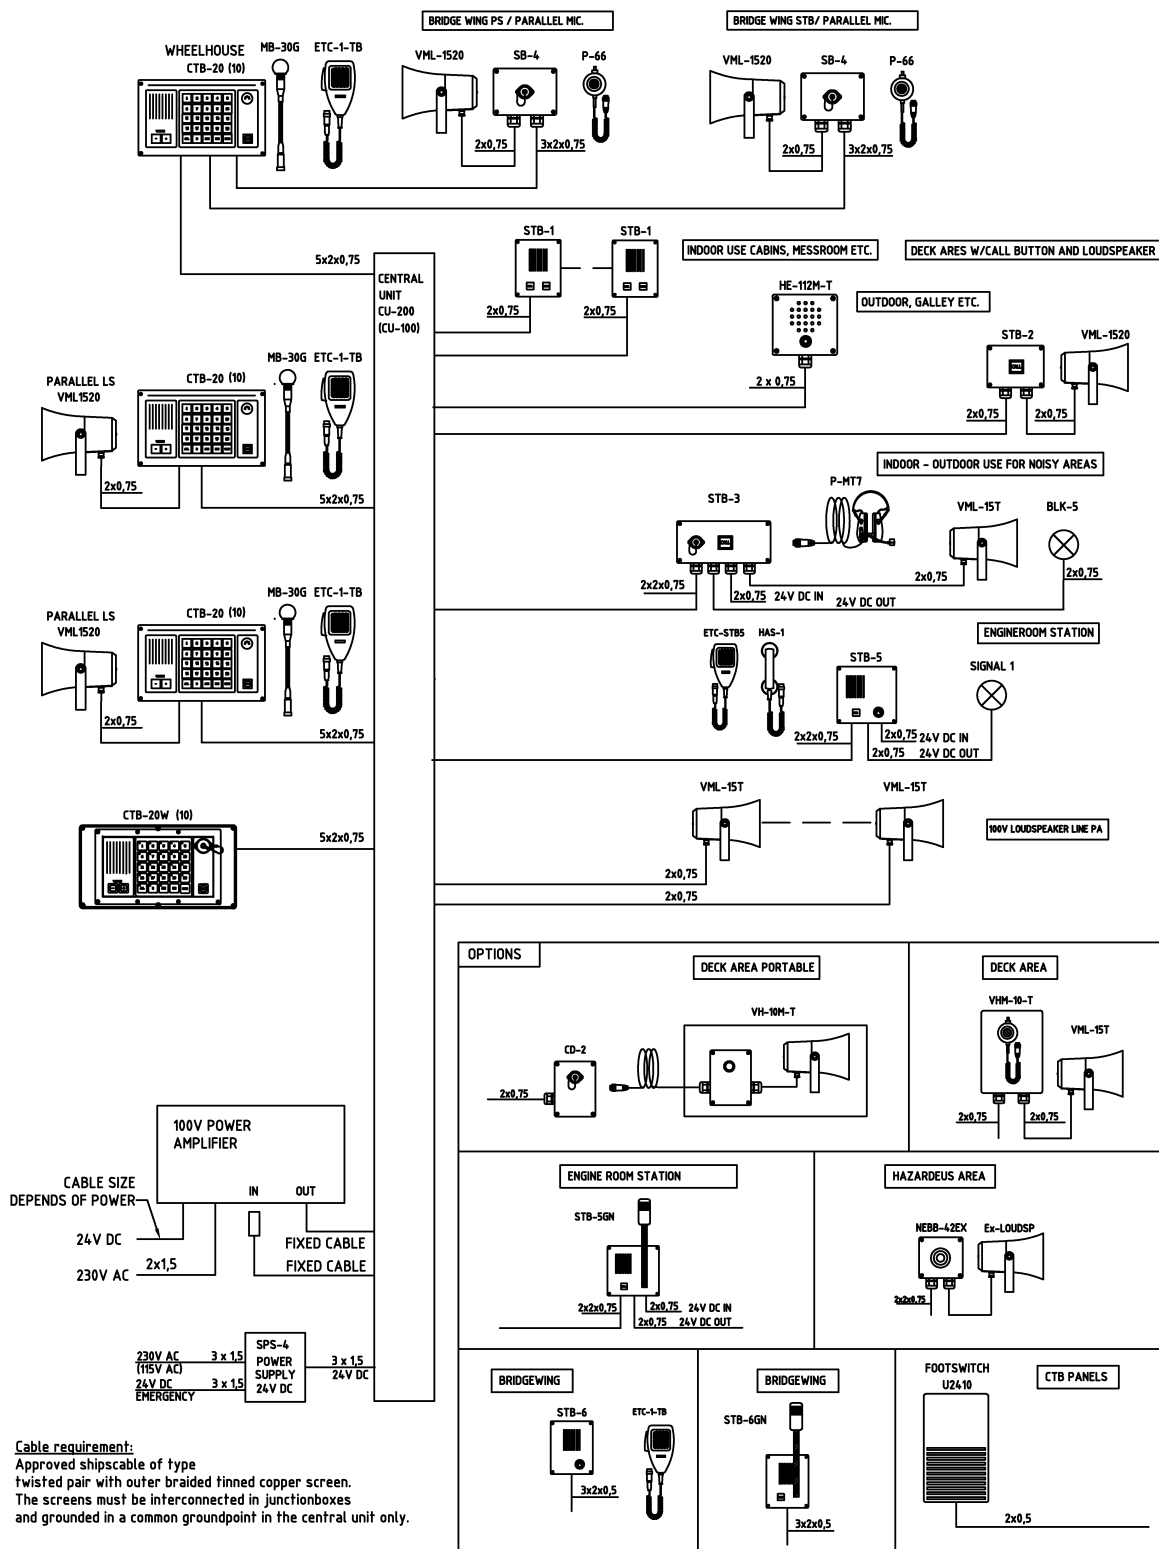 BRIDGE WING PS / PARALLEL MIC.
BRIDGE WING STB/ PARALLEL MIC.
WHEELHOUSE
CTB-20 (10)
MB-30G
ETC-1-TB
VML-1520
SB-4
P-66
2x0,75
3x2x0,75
VML-1520
SB-4
P-66
2x0,75
3x2x0,75
5x2x0,75
CENTRAL
UNIT
CU-200
(CU-100)
STB-1
STB-1
2x0,75
2x0,75
INDOOR USE CABINS, MESSROOM ETC.
DECK ARES W/CALL BUTTON AND LOUDSPEAKER
HE-112M-T
OUTDOOR, GALLEY ETC.
2 x 0,75
STB-2
VML-1520
CALL
2x0,75
2x0,75
PARALLEL LS
VML1520
CTB-20 (10)
MB-30G
ETC-1-TB
2x0,75
5x2x0,75
INDOOR - OUTDOOR USE FOR NOISY AREAS
STB-3
P-MT7
VML-15T
BLK-5
CALL
2x2x0,75
2x0,75
24V DC IN
24V DC OUT
2x0,75
2x0,75
PARALLEL LS
VML1520
CTB-20 (10)
MB-30G
ETC-1-TB
2x0,75
5x2x0,75
ENGINEROOM STATION
ETC-STB5
HAS-1
STB-5
SIGNAL 1
2x2x0,75
2x0,75
24V DC IN
2x0,75
24V DC OUT
CTB-20W (10)
5x2x0,75
VML-15T
VML-15T
100V LOUDSPEAKER LINE PA
2x0,75
2x0,75
OPTIONS
DECK AREA PORTABLE
VH-10M-T
CD-2
2x0,75
DECK AREA
VHM-10-T
VML-15T
2x0,75
2x0,75
100V POWER
AMPLIFIER
IN
OUT
CABLE SIZE
DEPENDS OF POWER
24V DC
230V AC
2x1,5
FIXED CABLE
FIXED CABLE
ENGINE ROOM STATION
STB-5GN
2x2x0,75
2x0,75
24V DC IN
2x0,75
24V DC OUT
HAZARDEUS AREA
NEBB-42EX
Ex-LOUDSP
2x2x0,75
230V AC
(115V AC)
24V DC
EMERGENCY
3 x 1,5
3 x 1,5
SPS-4
POWER
SUPPLY
24V DC
3 x 1,5
24V DC
BRIDGEWING
STB-6
ETC-1-TB
3x2x0,5
BRIDGEWING
STB-6GN
3x2x0,5
FOOTSWITCH
U2410
CTB PANELS
2x0,5
Cable requirement:
Approved shipscable of type
twisted pair with outer braided tinned copper screen.
The screens must be interconnected in junctionboxes
and grounded in a common groundpoint in the central unit only.